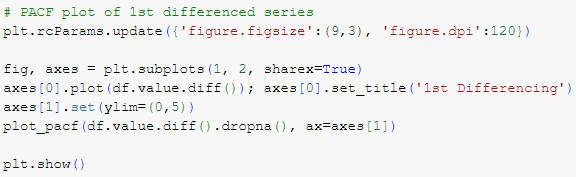 # PACF plot of 1st differenced series
plt.rcParams.update({'figure.figsize':(9,3), 'figure.dpi':120})
fig, axes = plt.subplots(1, 2, sharex=True)
axes[0].plot(df.value.diff()); axes[0].set_title('1st Differencing')
axes[1].set(ylim=(0,5))
plot_pacf(df.value.diff().dropna(), ax=axes[1])
plt.show()